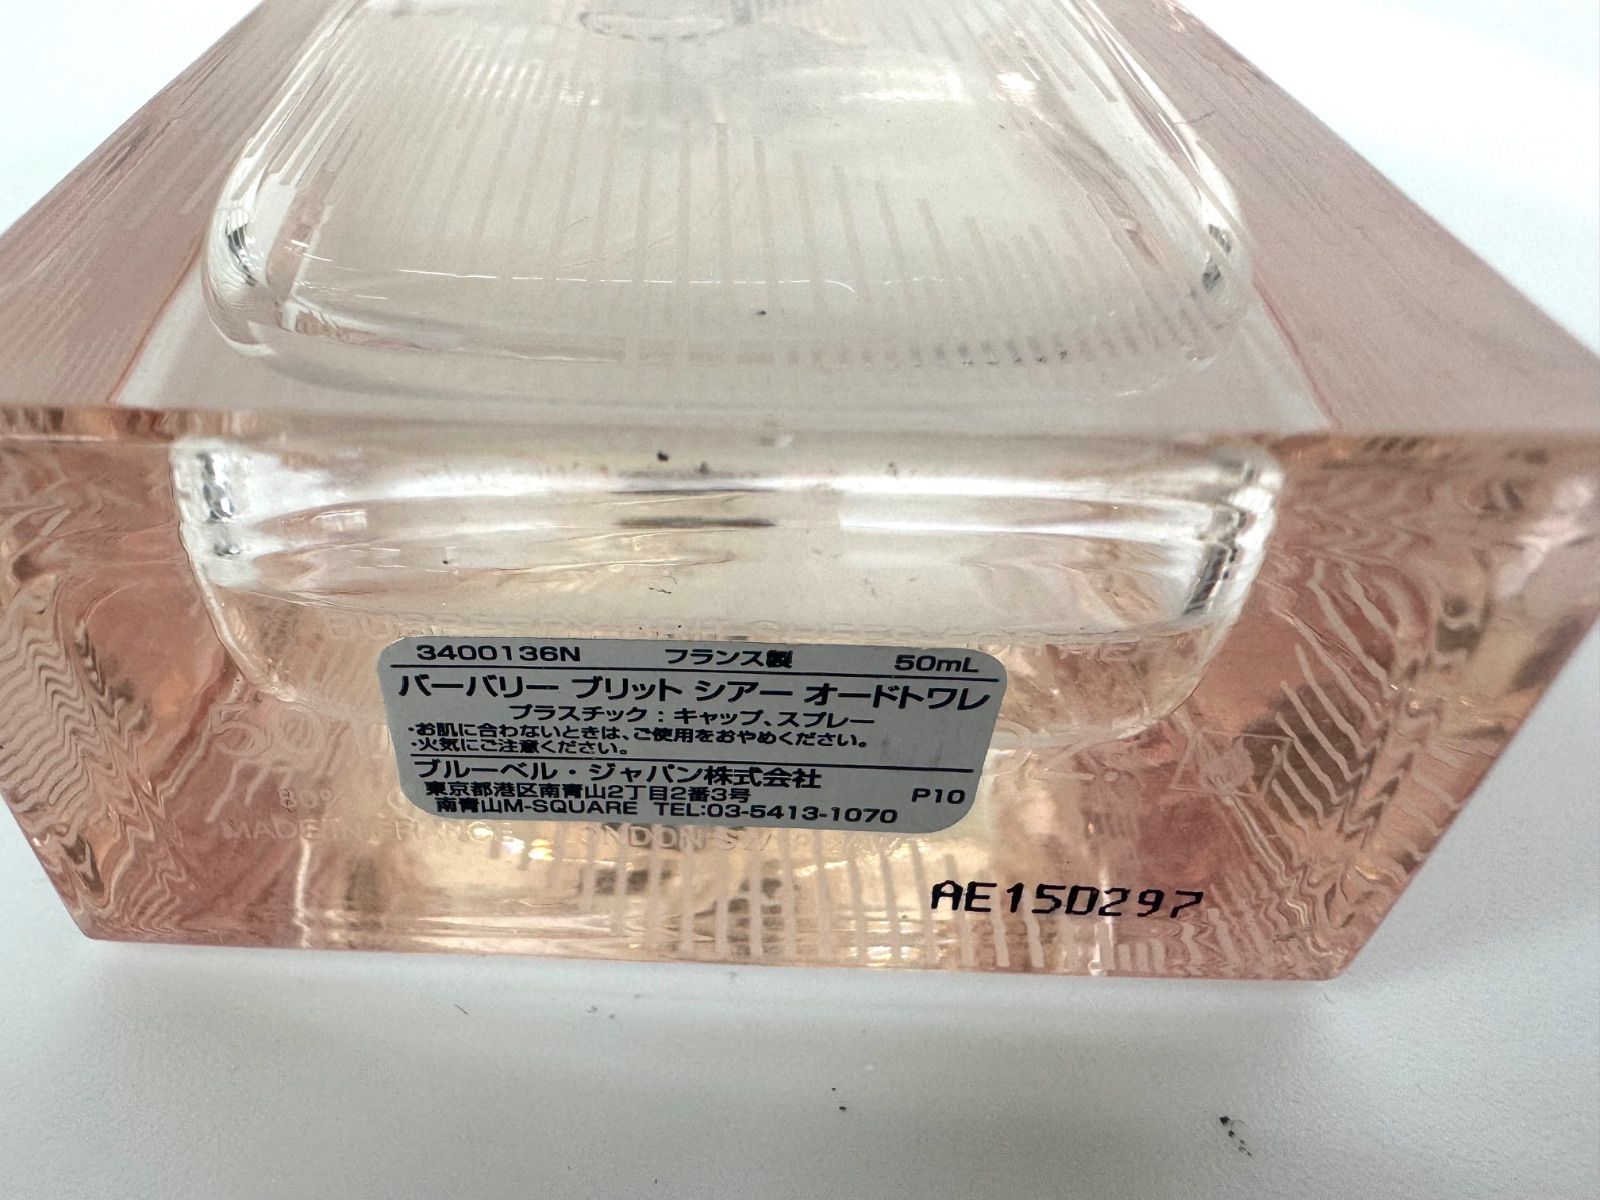 3400136N フランス製 50mL
バーバリー ブリット シアー オードトワレ
プラスチック：キャップ、スプレー
・お肌に合わないときは、ご使用をおやめください。
・火気にご注意ください。
ブルーベル・ジャパン株式会社
東京都港区南青山2丁目2番3号 P10
南青山M-SQUARE TEL:03-5413-1070
MADE FRANCE LONDON
AE15D297